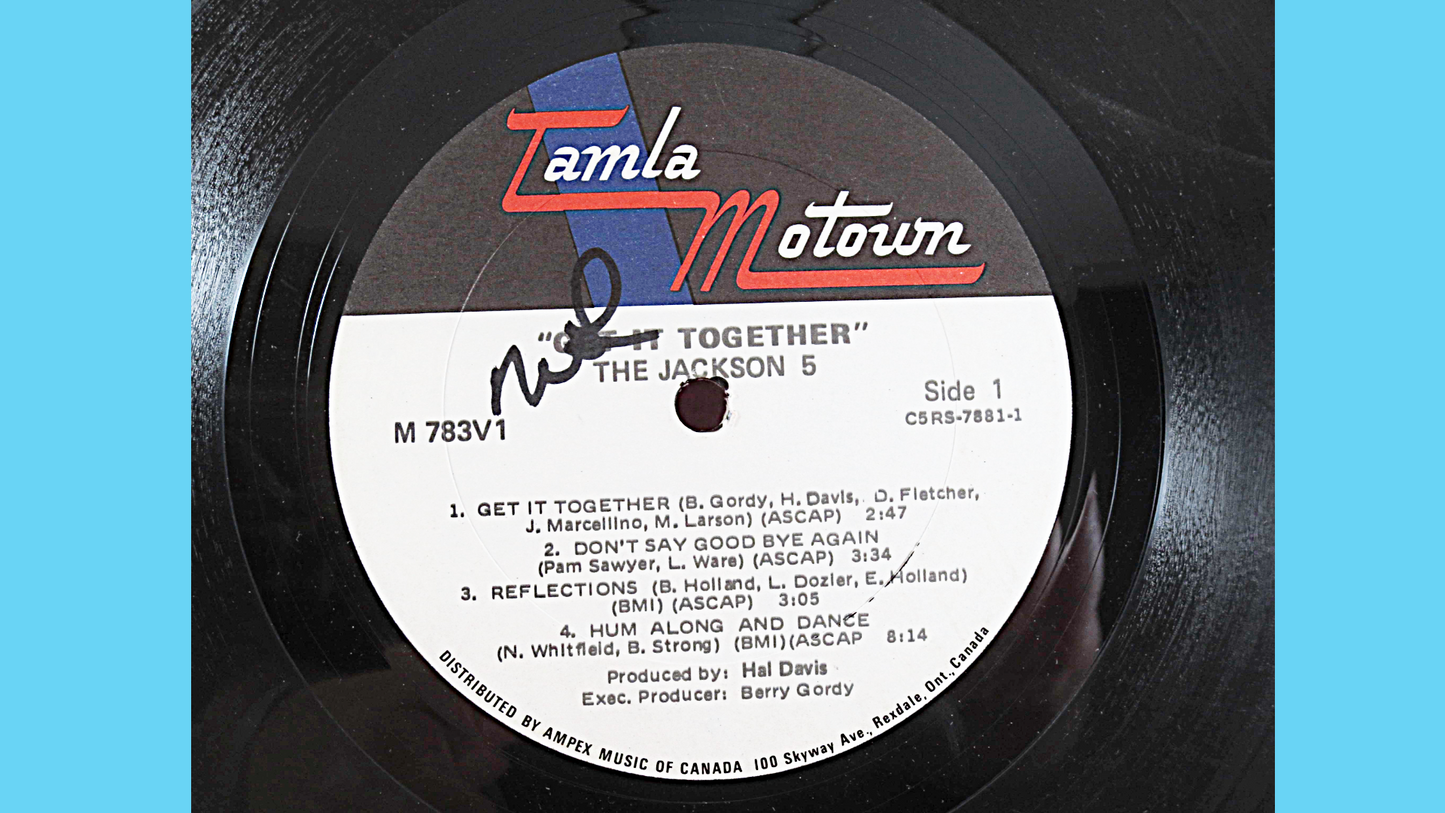 Tamla
Motown
"GET IT TOGETHER"
THE JACKSON 5
Side 1
C5RS-7881-1
M 783V1
1. GET IT TOGETHER (B. Gordy, H. Davis, D. Fletcher,
J. Marcellino, M. Larson) (ASCAP) 2:47
2. DON'T SAY GOOD BYE AGAIN
(Pam Sawyer, L. Ware) (ASCAP) 3:34
3. REFLECTIONS (B. Holland, L. Dozier, E. Holland)
(BMI) (ASCAP) 3:05
4. HUM ALONG AND DANCE
(N. Whitfield, B. Strong) (BMI)(ASCAP 8:14
Produced by: Hal Davis
Exec. Producer: Berry Gordy
DISTRIBUTED BY AMPEX MUSIC OF CANADA 100 Skyway Ave., Rexdale, Ont., Canada